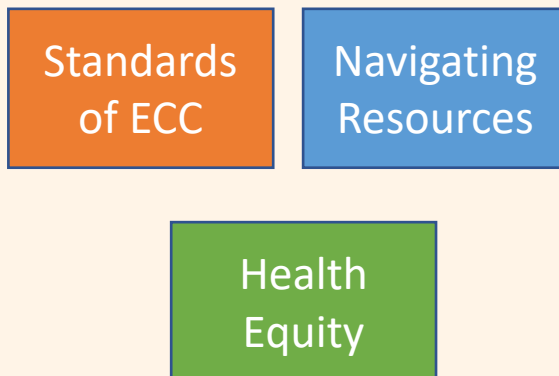 Standards
of ECC
Navigating
Resources
Health
Equity